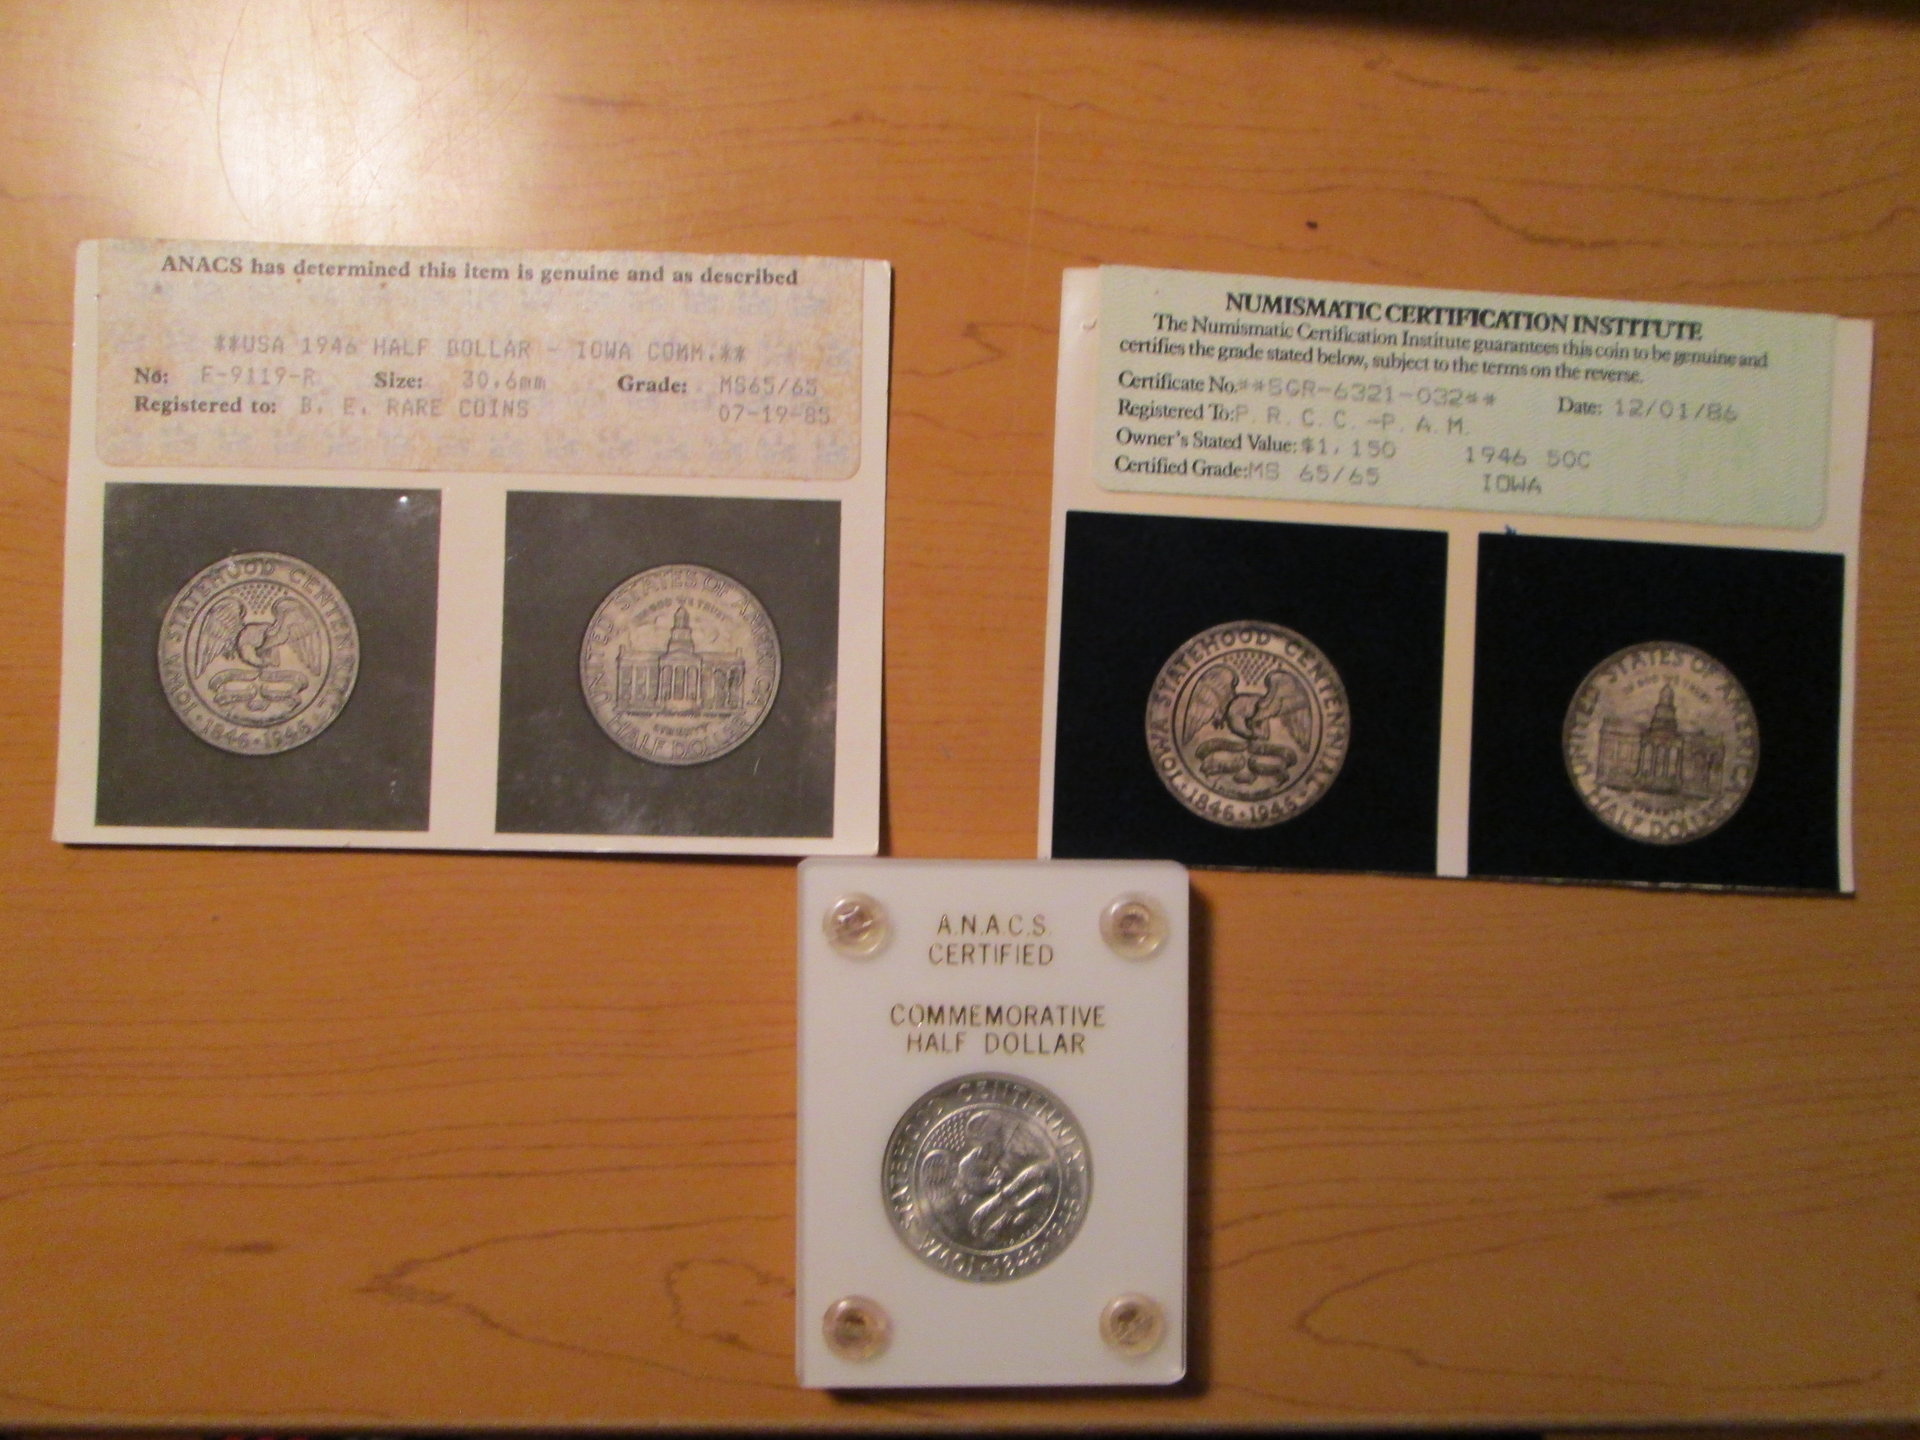 ANACS has determined this item is genuine and as described
**USA 1946 HALF DOLLAR - IOWA COMM.**
No: E-9119-R Size: 30.6mm Grade: MS65/65
Registered to: B. E. RARE COINS 07-19-85
IOWA STATEHOOD CENTENNIAL
1846 · 1946
UNITED STATES OF AMERICA
IN GOD WE TRUST
LIBERTY
HALF DOLLAR
NUMISMATIC CERTIFICATION INSTITUTE
The Numismatic Certification Institute guarantees this coin to be genuine and
certifies the grade stated below, subject to the terms on the reverse.
Certificate No.**SGR-6321-032** Date: 12/01/86
Registered To:P. R. C. C. -P. A. M.
Owner's Stated Value:$1,150 1946 50C
Certified Grade:MS 65/65 IOWA
IOWA STATEHOOD CENTENNIAL
· 1846 · 1946 ·
UNITED STATES OF AMERICA
IN GOD WE TRUST
LIBERTY
HALF DOLLAR
A.N.A.C.S.
CERTIFIED
COMMEMORATIVE
HALF DOLLAR
IOWA STATEHOOD CENTENNIAL
· 1846 · 1946